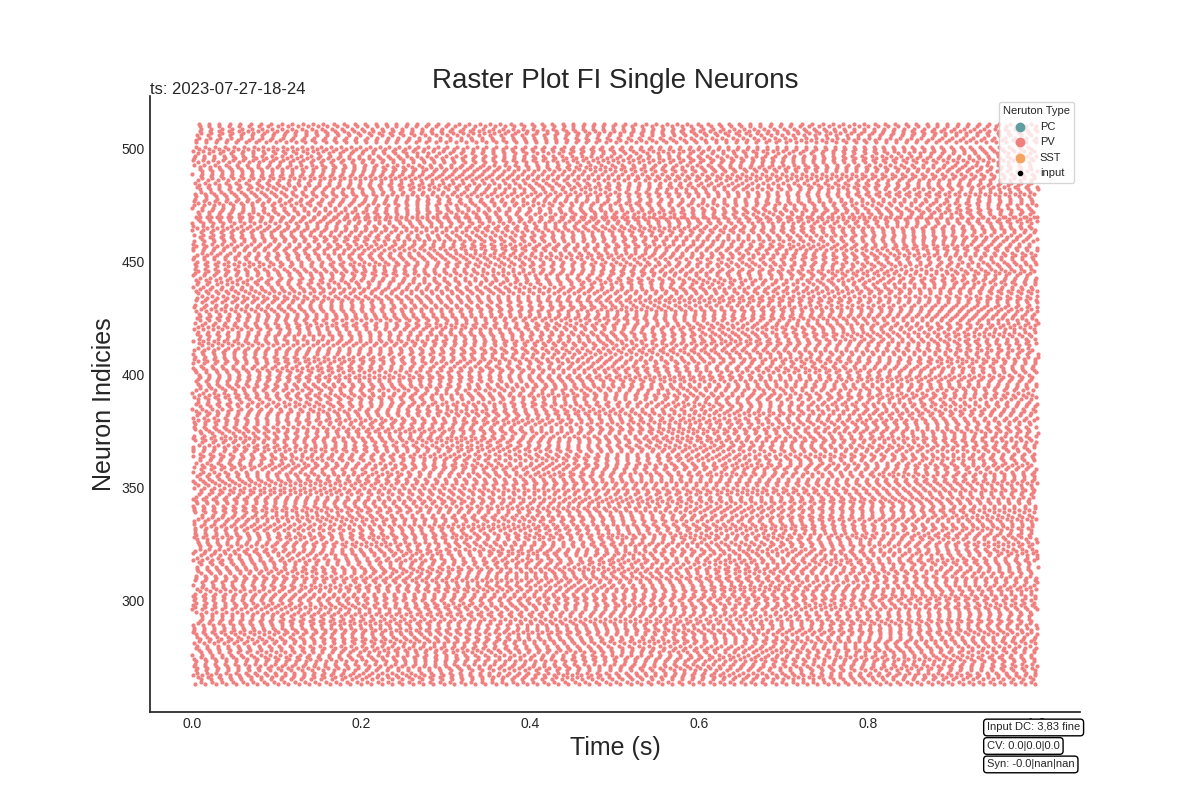 Raster Plot FI Single Neurons
ts: 2023-07-27-18-24
Neruton Type
PC
PV
SST
input
500
450
400
350
300
Neuron Indicies
0.0
0.2
0.4
0.6
0.8
Time (s)
Input DC: 3,83 fine
CV: 0.0|0.0|0.0
Syn: -0.0|nan|nan